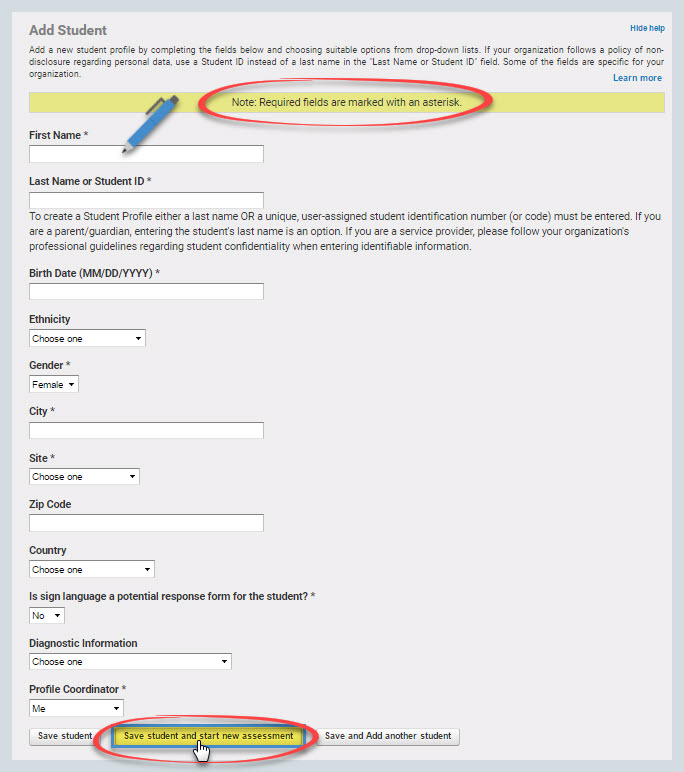 Add Student
Hide help
Add a new student profile by completing the fields below and choosing suitable options from drop-down lists. If your organization follows a policy of non-
disclosure regarding personal data, use a Student ID instead of a last name in the "Last Name or Student ID" field. Some of the fields are specific for your
organization.
Learn more
Note: Required fields are marked with an asterisk.
First Name *
Last Name or Student ID *
To create a Student Profile either a last name OR a unique, user-assigned student identification number (or code) must be entered. If you
are a parent/guardian, entering the student's last name is an option. If you are a service provider, please follow your organization's
professional guidelines regarding student confidentiality when entering identifiable information.
Birth Date (MM/DD/YYYY) *
Ethnicity
Choose one
Gender *
Female
City *
Site *
Choose one
Zip Code
Country
Choose one
Is sign language a potential response form for the student? *
No
Diagnostic Information
Choose one
Profile Coordinator *
Me
Save student
Save student and start new assessment
Save and Add another student